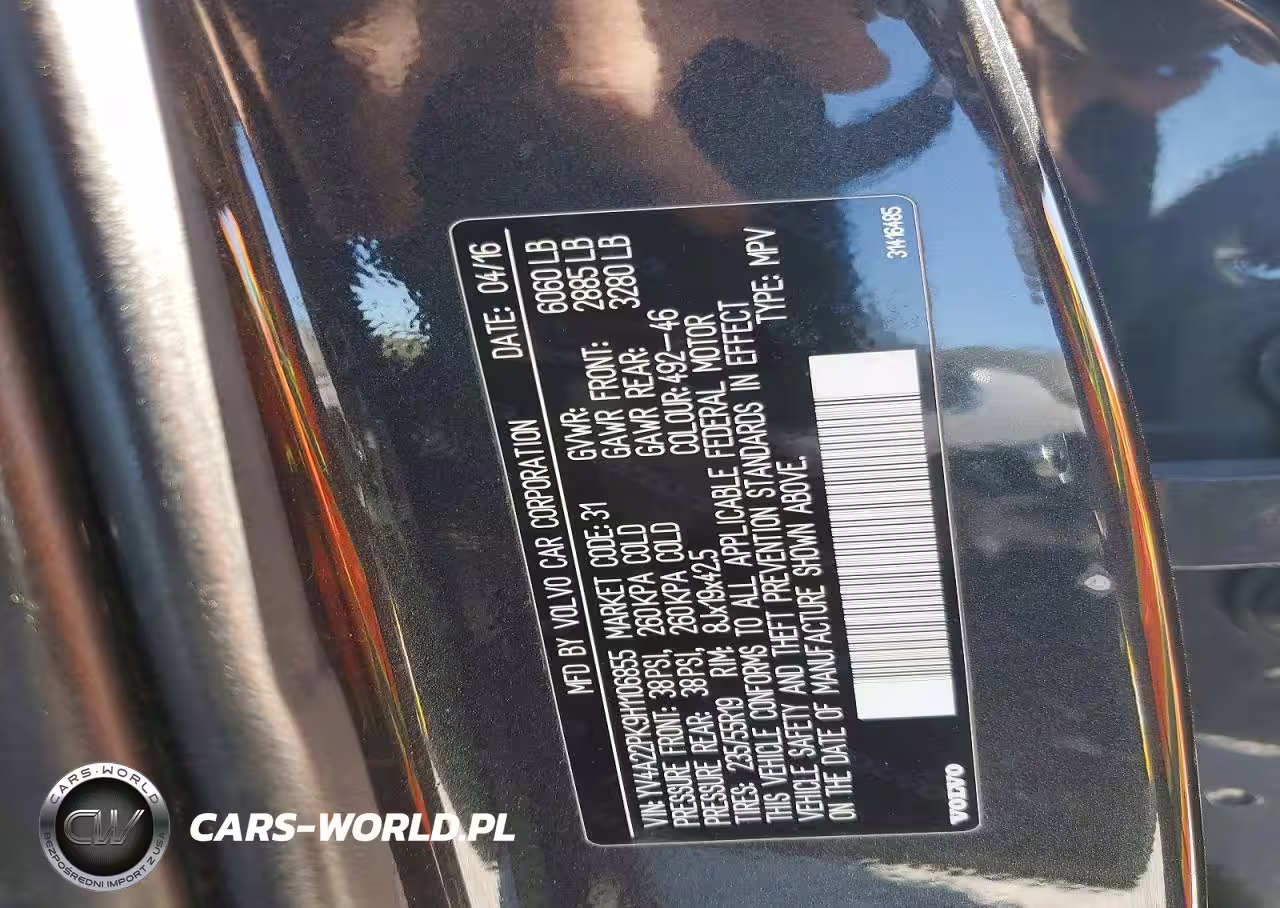 MFD BY VOLVO CAR CORPORATION DATE: 04/16
VIN: YV4A22PK9H1106855 MARKET CODE: 31 GVWR: 6060 LB
PRESSURE FRONT: 38PSI, 260KPA COLD GAWR FRONT: 2885 LB
PRESSURE REAR: 38PSI, 260KPA COLD GAWR REAR: 3280 LB
TIRES: 235/55R19 RIM: 8Jx19x42.5 COLOUR: 492-46
THIS VEHICLE CONFORMS TO ALL APPLICABLE FEDERAL MOTOR
VEHICLE SAFETY AND THEFT PREVENTION STANDARDS IN EFFECT
ON THE DATE OF MANUFACTURE SHOWN ABOVE. TYPE: MPV
VOLVO 31416485
CARS-WORLD
CW
BEZPOŚREDNI IMPORT Z USA
CARS-WORLD.PL